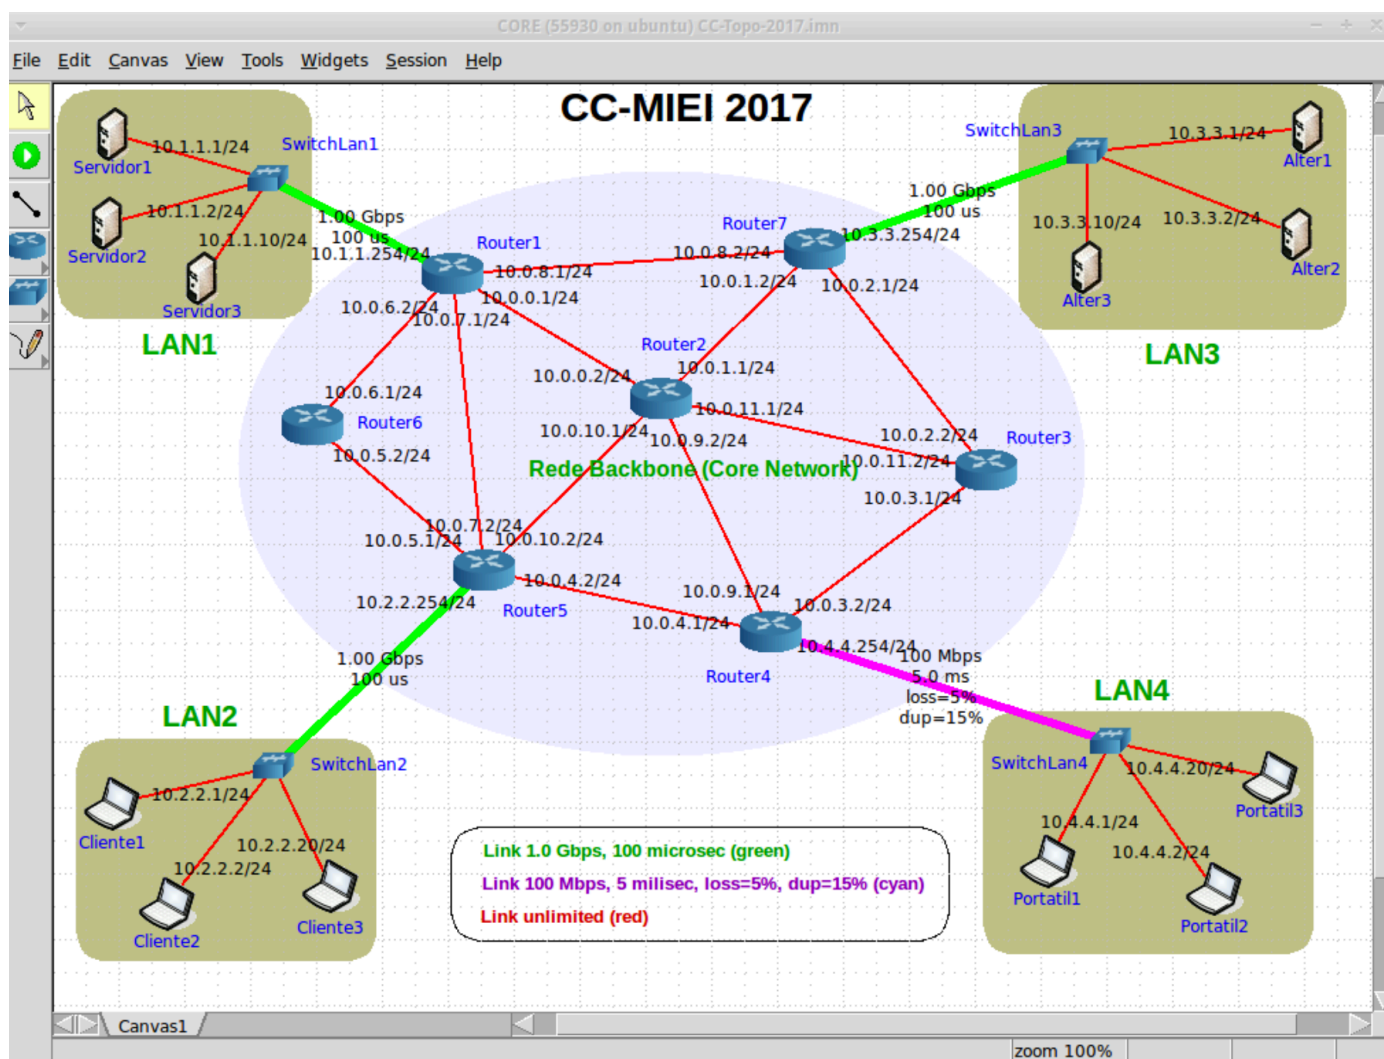 CORE (55930 on ubuntu) CC-Topo-2017.imn
File Edit Canvas View Tools Widgets Session Help
CC-MIEI 2017
Servidor1
10.1.1.1/24
SwitchLan1
Servidor2
10.1.1.2/24
10.1.1.10/24
Servidor3
LAN1
1.00 Gbps
100 us
10.1.1.254/24
Router1
10.0.8.1/24
10.0.0.1/24
10.0.6.2/24
10.0.7.1/24
SwitchLan3
10.3.3.1/24
Alter1
10.3.3.10/24
10.3.3.2/24
Alter2
Alter3
LAN3
1.00 Gbps
100 us
Router7
10.3.3.254/24
10.0.8.2/24
10.0.1.2/24
10.0.2.1/24
Router2
10.0.1.1/24
10.0.0.2/24
10.0.11.1/24
10.0.10.1/24
10.0.9.2/24
10.0.6.1/24
Router6
10.0.5.2/24
Rede Backbone (Core Network)
10.0.2.2/24
Router3
10.0.11.2/24
10.0.3.1/24
10.0.7.2/24
10.0.5.1/24
10.0.10.2/24
10.0.4.2/24
10.2.2.254/24
Router5
10.0.9.1/24
10.0.3.2/24
10.0.4.1/24
10.4.4.254/24
Router4
100 Mbps
5.0 ms
loss=5%
dup=15%
1.00 Gbps
100 us
LAN2
SwitchLan2
10.2.2.1/24
Cliente1
10.2.2.20/24
10.2.2.2/24
Cliente2
Cliente3
LAN4
SwitchLan4
10.4.4.20/24
Portatil3
10.4.4.1/24
10.4.4.2/24
Portatil1
Portatil2
Link 1.0 Gbps, 100 microsec (green)
Link 100 Mbps, 5 milisec, loss=5%, dup=15% (cyan)
Link unlimited (red)
Canvas1
zoom 100%